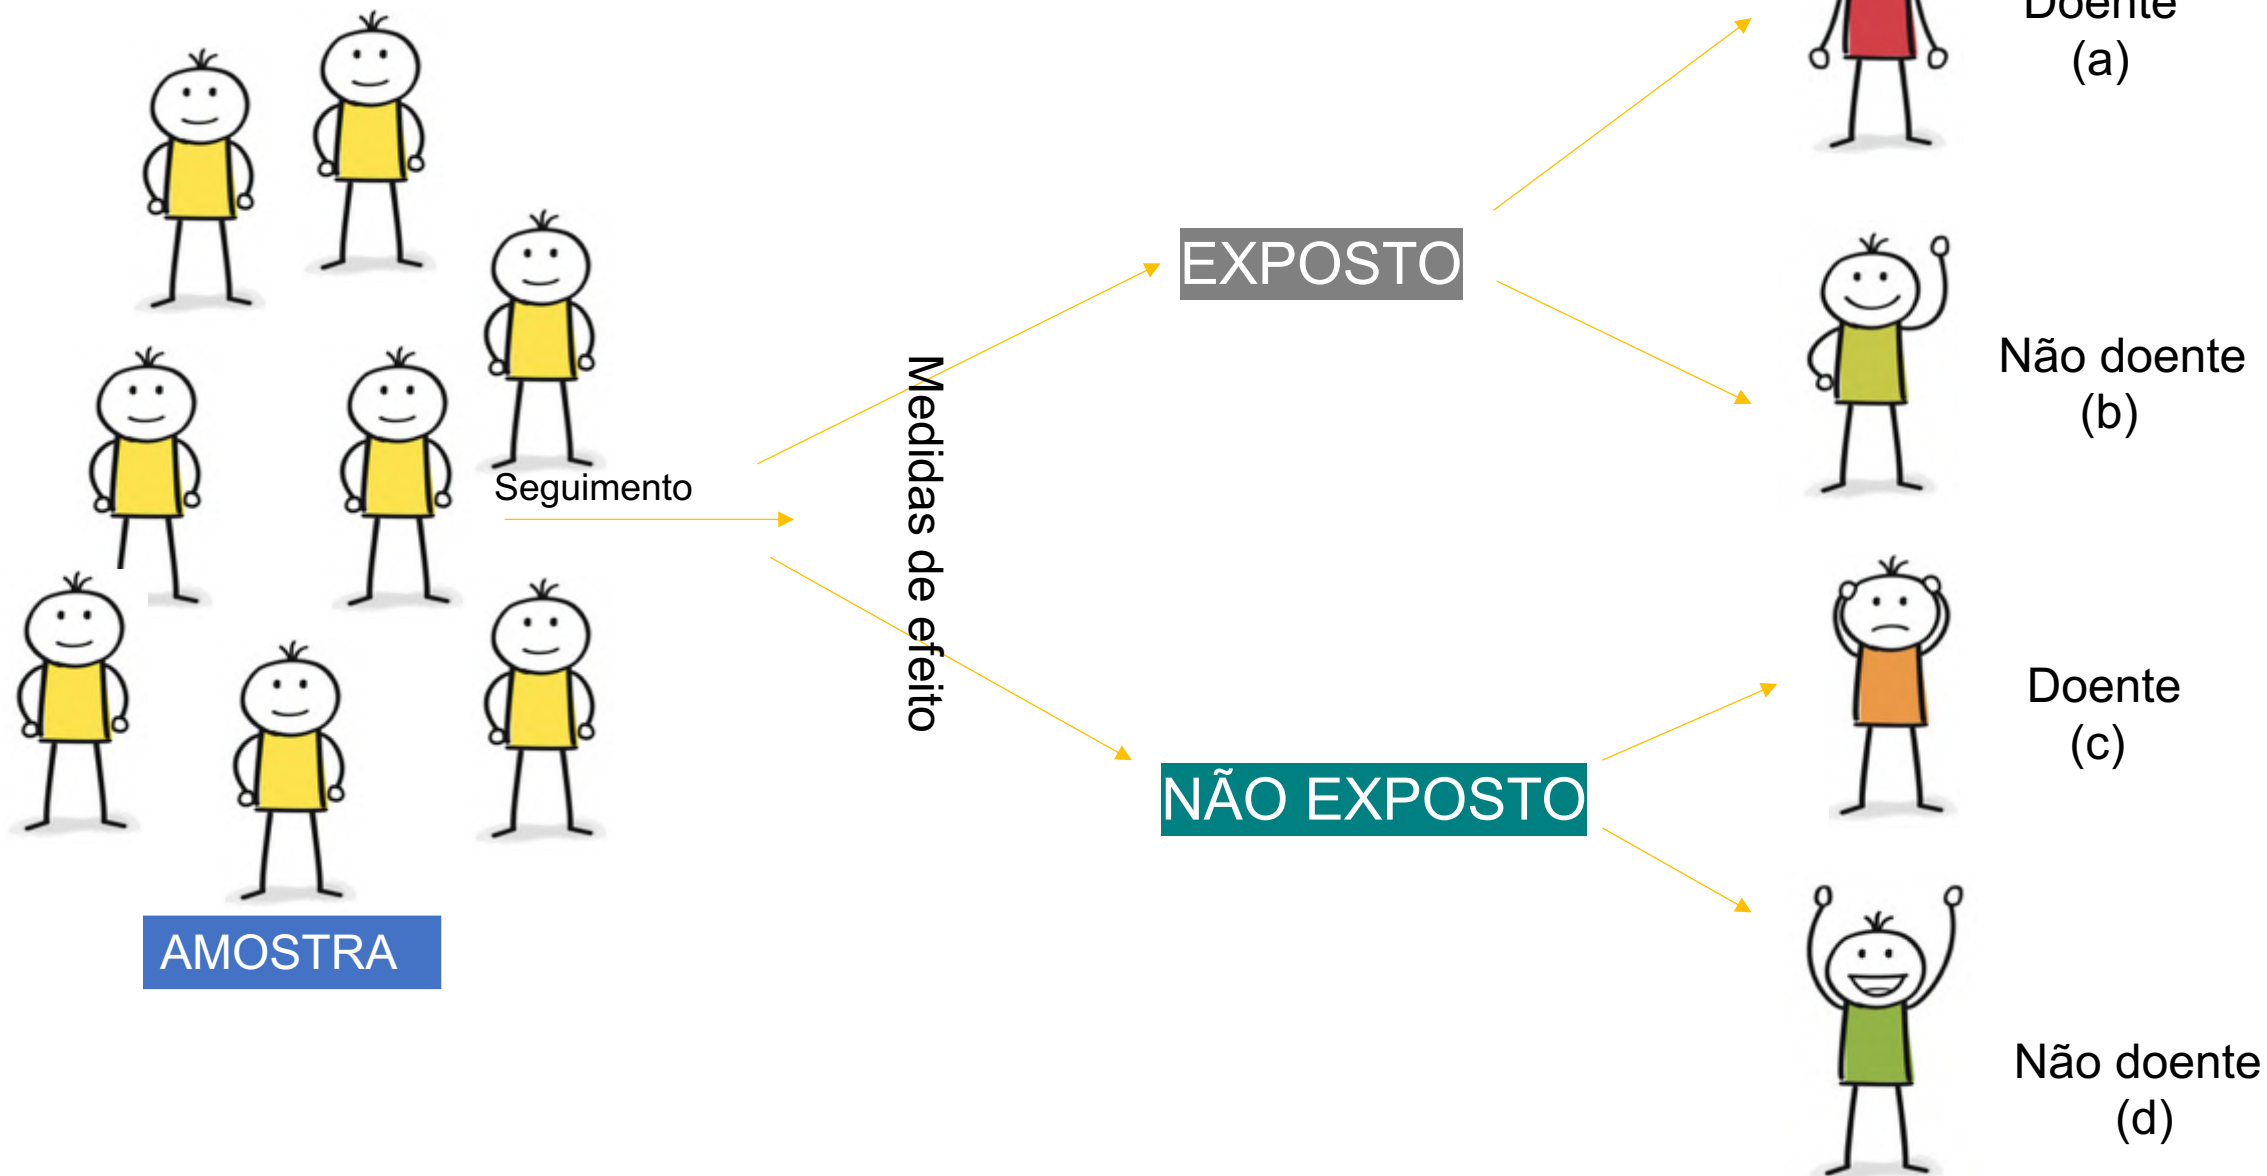 Doente
(a)
EXPOSTO
Não doente
(b)
Medidas de efeito
Seguimento
Doente
(c)
NÃO EXPOSTO
AMOSTRA
Não doente
(d)